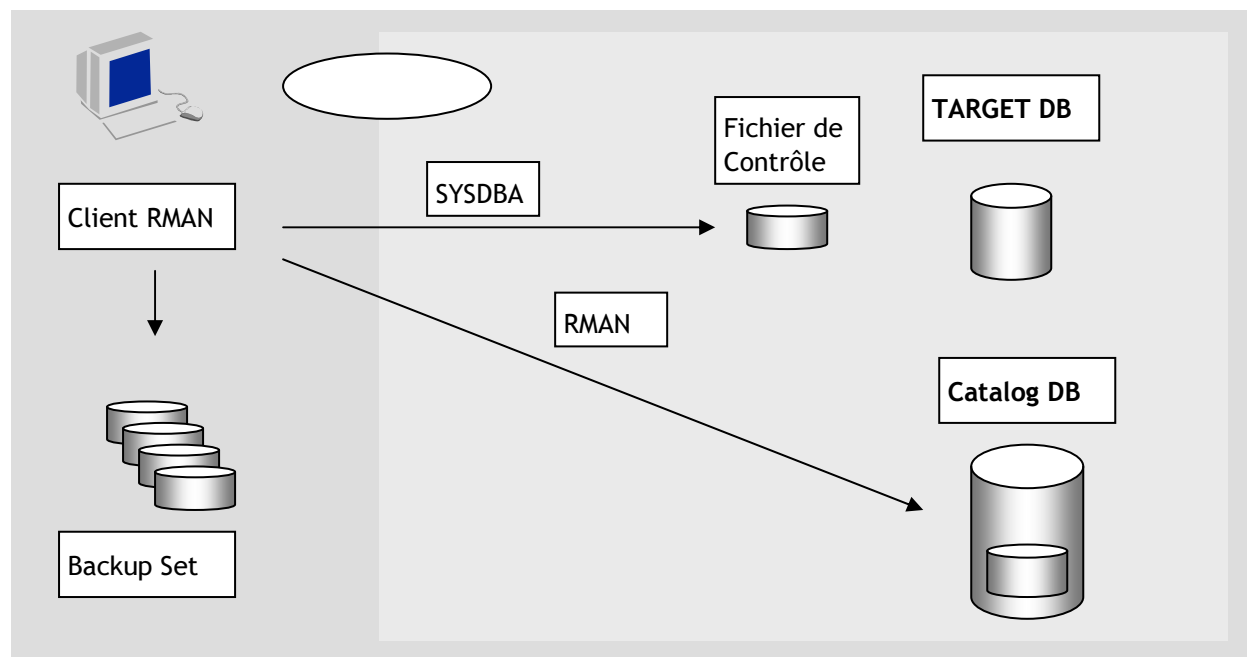 TARGET DB
Fichier de
Contrôle
SYSDBA
Client RMAN
RMAN
Catalog DB
Backup Set